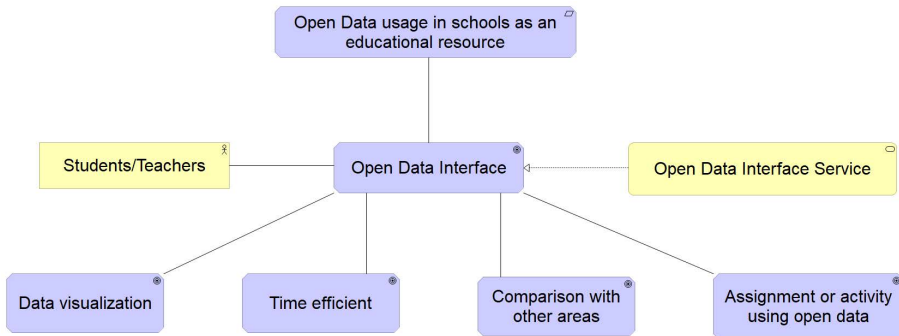 Open Data usage in schools as an
educational resource
Students/Teachers
Open Data Interface
Open Data Interface Service
Data visualization
Time efficient
Comparison with
other areas
Assignment or activity
using open data